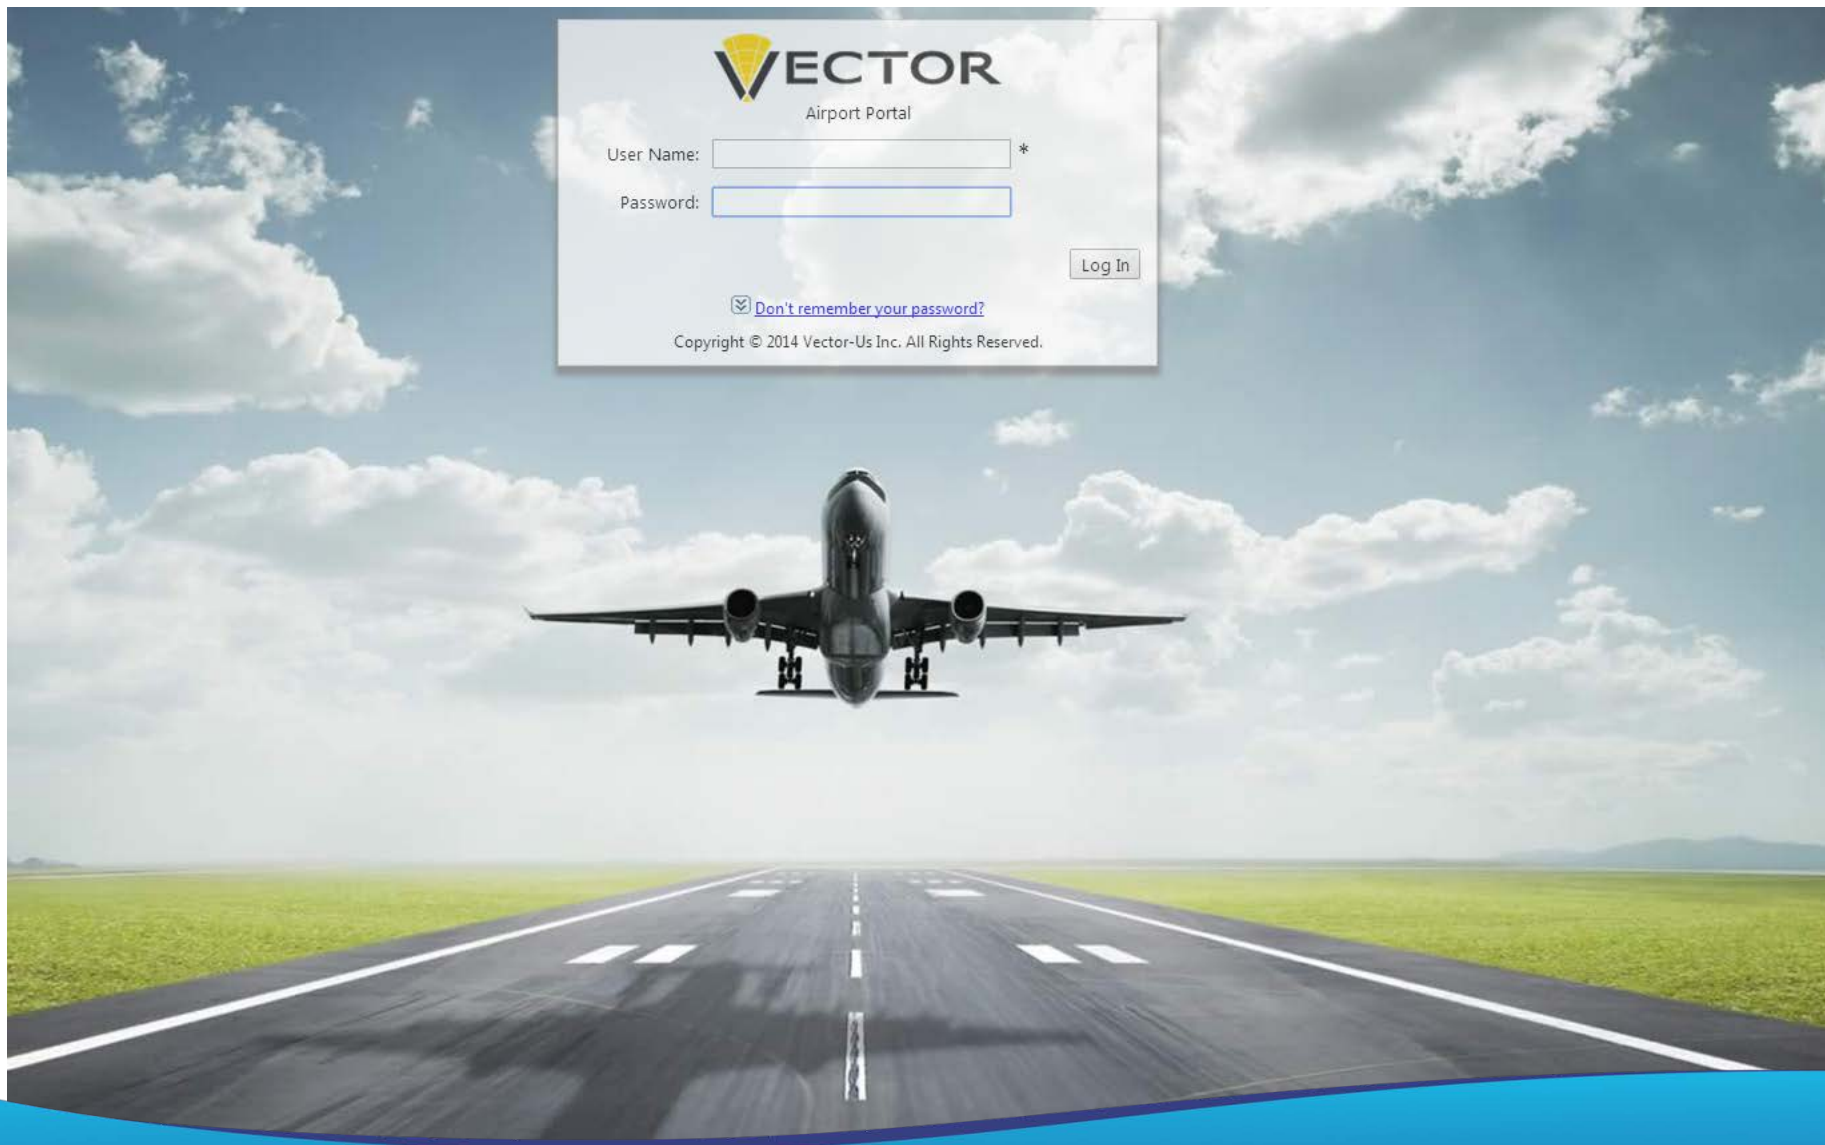 VECTOR
Airport Portal
User Name: *
Password:
Log In
Don't remember your password?
Copyright © 2014 Vector-Us Inc. All Rights Reserved.